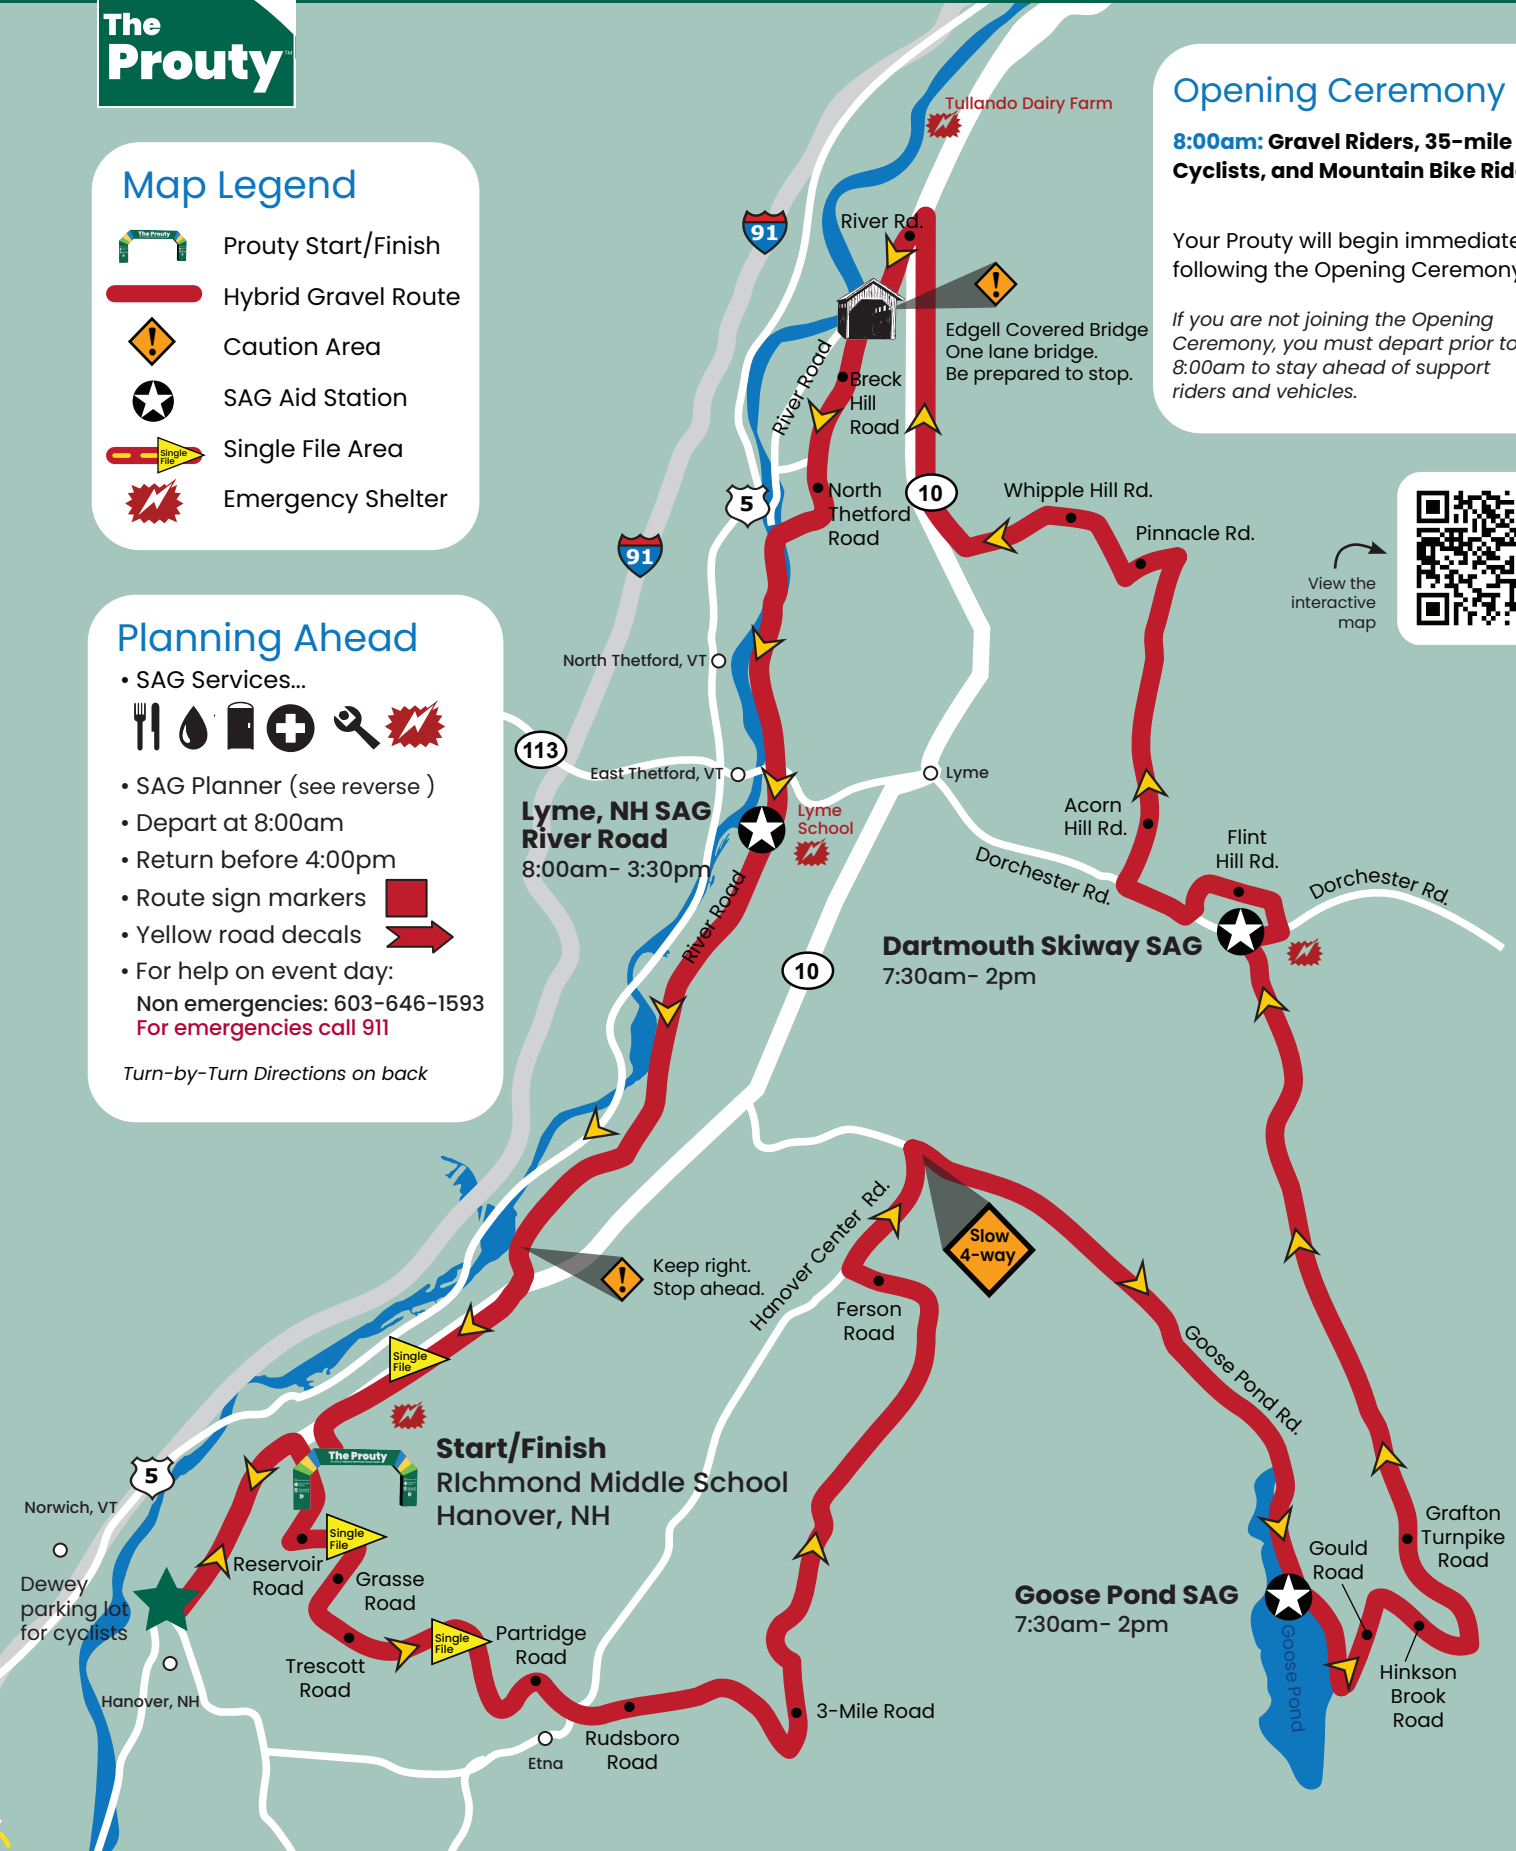 The
Prouty™
Map Legend
The Prouty
Prouty Start/Finish
Hybrid Gravel Route
Caution Area
SAG Aid Station
Single
File
Single File Area
Emergency Shelter
Planning Ahead
• SAG Services...
• SAG Planner (see reverse )
• Depart at 8:00am
• Return before 4:00pm
• Route sign markers
• Yellow road decals
• For help on event day:
Non emergencies: 603-646-1593
For emergencies call 911
Turn-by-Turn Directions on back
Opening Ceremony
8:00am: Gravel Riders, 35-mile
Cyclists, and Mountain Bike Rid
Your Prouty will begin immediate
following the Opening Ceremony
If you are not joining the Opening
Ceremony, you must depart prior to
8:00am to stay ahead of support
riders and vehicles.
View the
interactive
map
Tullando Dairy Farm
91
River Rd.
!
Edgell Covered Bridge
One lane bridge.
Be prepared to stop.
River Road
Breck
Hill
Road
5
North
Thetford
Road
10
Whipple Hill Rd.
Pinnacle Rd.
91
North Thetford, VT
113
East Thetford, VT
Lyme
Lyme, NH SAG
River Road
8:00am- 3:30pm
Lyme
School
Acorn
Hill Rd.
Flint
Hill Rd.
Dorchester Rd.
Dorchester Rd.
River Road
Dartmouth Skiway SAG
7:30am- 2pm
10
Hanover Center Rd.
Slow
4-way
!
Keep right.
Stop ahead.
Ferson
Road
Goose Pond Rd.
Single
File
The Prouty
Start/Finish
RIchmond Middle School
Hanover, NH
5
Norwich, VT
Single
File
Reservoir
Road
Grasse
Road
Dewey
parking lot
for cyclists
Single
File
Partridge
Road
Trescott
Road
Hanover, NH
3-Mile Road
Rudsboro
Road
Etna
Grafton
Turnpike
Road
Gould
Road
Goose Pond SAG
7:30am- 2pm
Goose Pond
Hinkson
Brook
Road